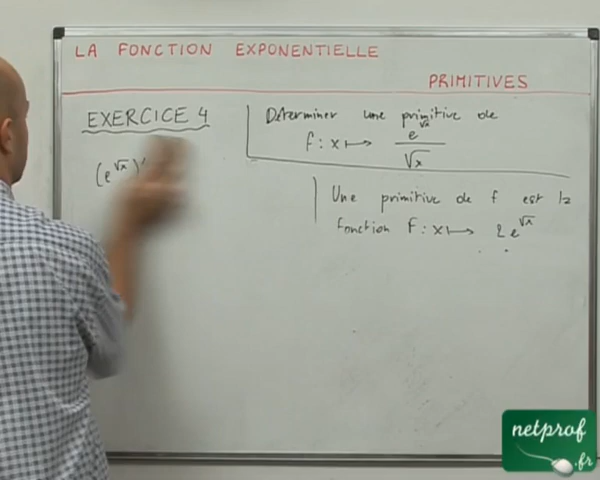 LA FONCTION EXPONENTIELLE
PRIMITIVES
EXERCICE 4
Déterminer une primitive de
f : x ⟼ e^√x / √x
(e^√x)'
Une primitive de f est la
fonction F : x ⟼ 2e^√x
netprof
.fr